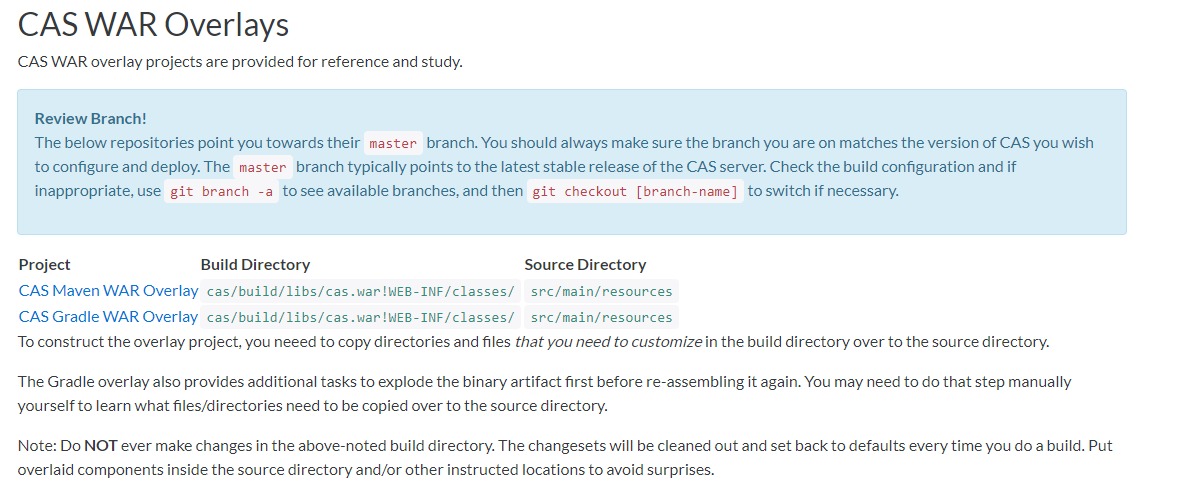 CAS WAR Overlays
CAS WAR overlay projects are provided for reference and study.
Review Branch!
The below repositories point you towards their master branch. You should always make sure the branch you are on matches the version of CAS you wish
to configure and deploy. The master branch typically points to the latest stable release of the CAS server. Check the build configuration and if
inappropriate, use git branch -a to see available branches, and then git checkout [branch-name] to switch if necessary.
Project Build Directory Source Directory
CAS Maven WAR Overlay cas/build/libs/cas.war!WEB-INF/classes/ src/main/resources
CAS Gradle WAR Overlay cas/build/libs/cas.war!WEB-INF/classes/ src/main/resources
To construct the overlay project, you neeed to copy directories and files that you need to customize in the build directory over to the source directory.
The Gradle overlay also provides additional tasks to explode the binary artifact first before re-assembling it again. You may need to do that step manually
yourself to learn what files/directories need to be copied over to the source directory.
Note: Do NOT ever make changes in the above-noted build directory. The changesets will be cleaned out and set back to defaults every time you do a build. Put
overlaid components inside the source directory and/or other instructed locations to avoid surprises.